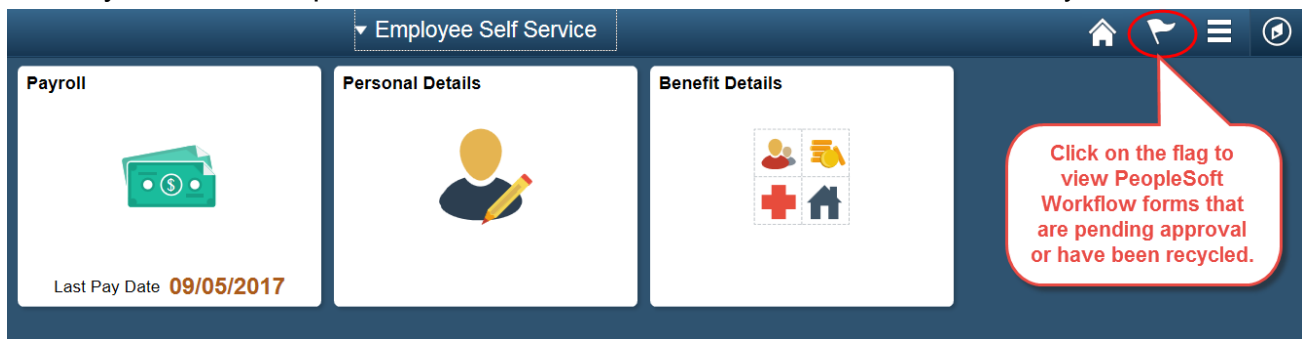 Employee Self Service
Payroll
Personal Details
Benefit Details
Last Pay Date 09/05/2017
Click on the flag to
view PeopleSoft
Workflow forms that
are pending approval
or have been recycled.